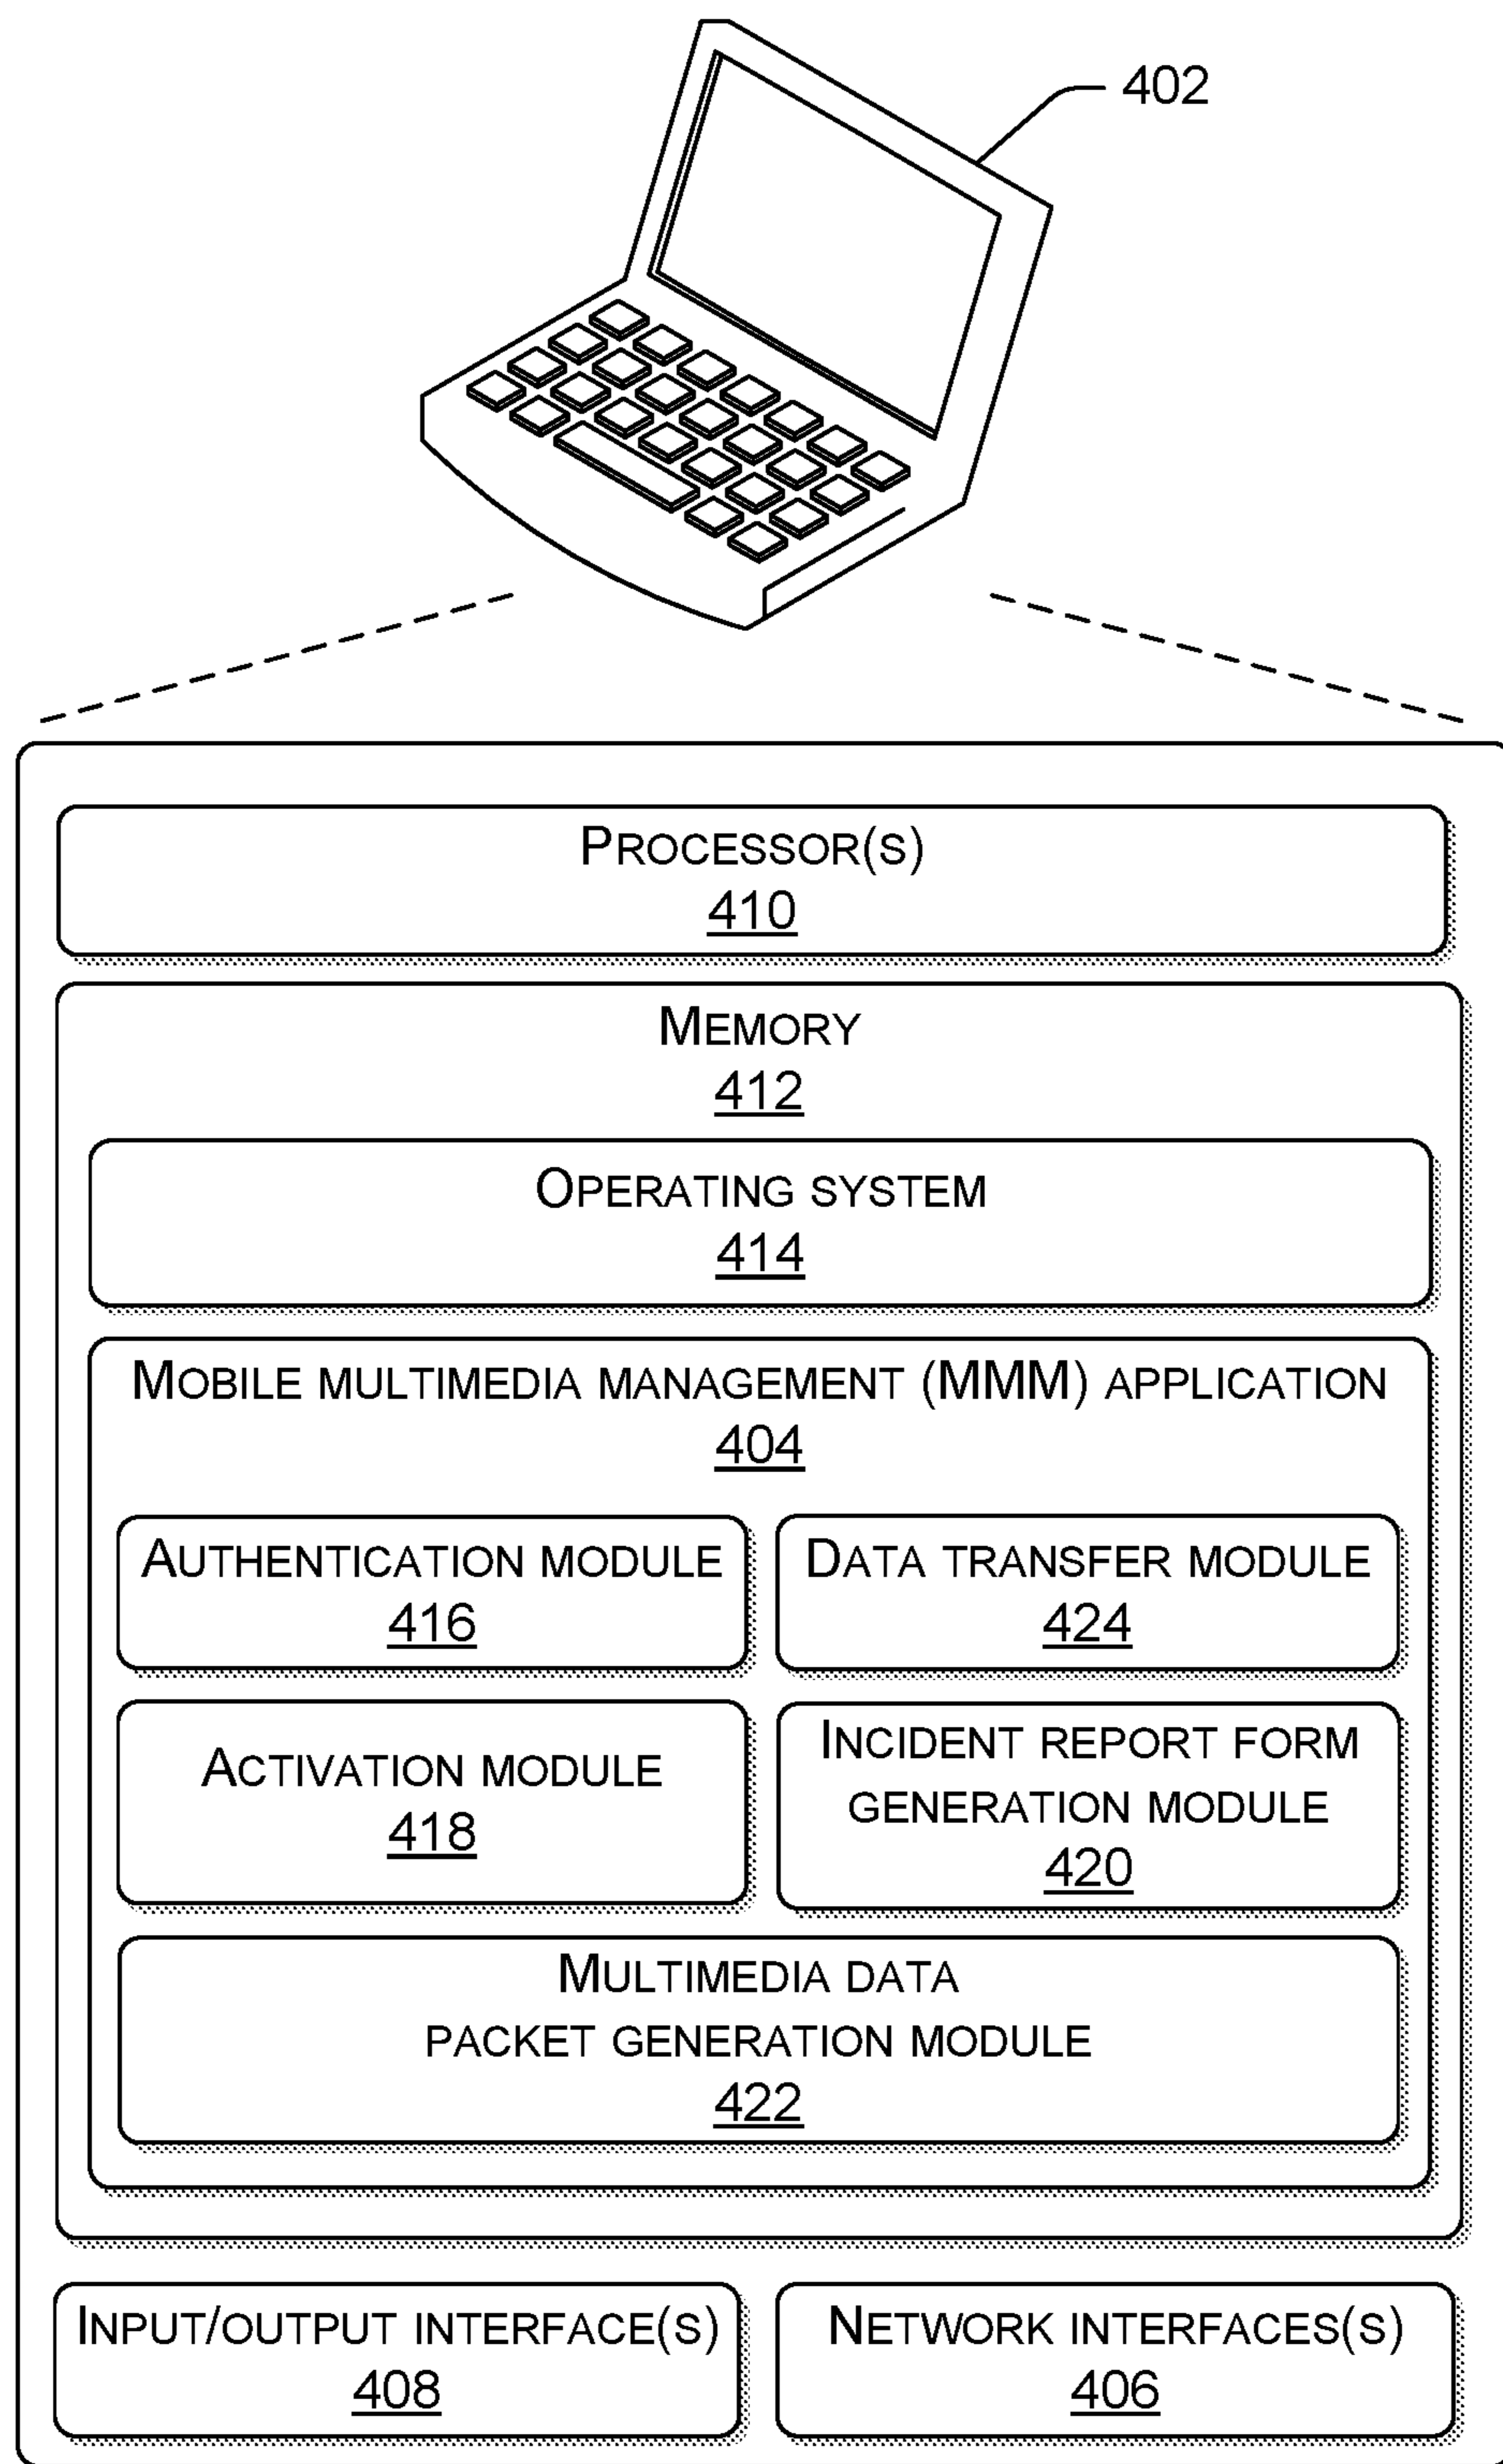 402
PROCESSOR(S)
410
MEMORY
412
OPERATING SYSTEM
414
MOBILE MULTIMEDIA MANAGEMENT (MMM) APPLICATION
404
AUTHENTICATION MODULE
416
DATA TRANSFER MODULE
424
ACTIVATION MODULE
418
INCIDENT REPORT FORM
GENERATION MODULE
420
MULTIMEDIA DATA
PACKET GENERATION MODULE
422
INPUT/OUTPUT INTERFACE(S)
408
NETWORK INTERFACES(S)
406